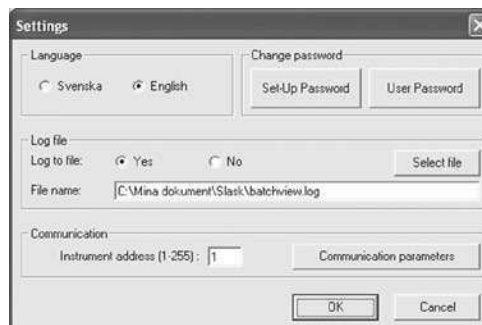 Settings
Language
Svenska
English
Change password
Set-Up Password
User Password
Log file
Log to file:
Yes
No
Select file
File name:
C:\Mina dokument\Slask\batchview.log
Communication
Instrument address (1-255) :
1
Communication parameters
OK
Cancel